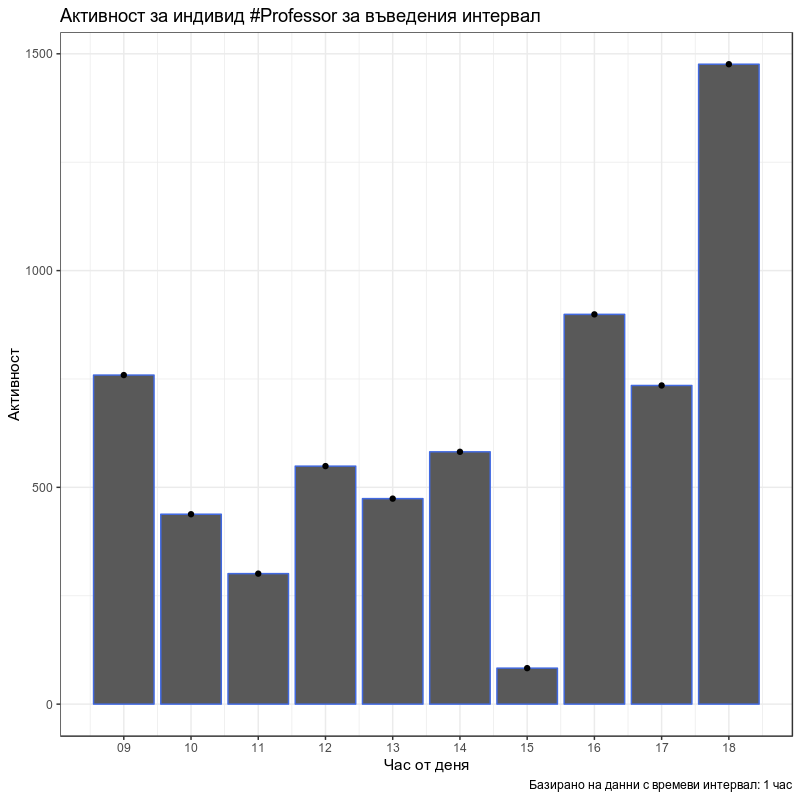 Активност за индивид #Professor за въведения интервал
1500
1000
500
0
Активност
09 10 11 12 13 14 15 16 17 18
Час от деня
Базирано на данни с времеви интервал: 1 час